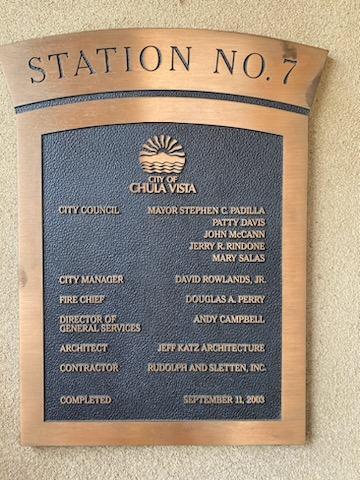 STATION NO. 7
CITY OF
CHULA VISTA
CITY COUNCIL MAYOR STEPHEN C. PADILLA
PATTY DAVIS
JOHN McCANN
JERRY R. RINDONE
MARY SALAS
CITY MANAGER DAVID ROWLANDS, JR.
FIRE CHIEF DOUGLAS A. PERRY
DIRECTOR OF
GENERAL SERVICES ANDY CAMPBELL
ARCHITECT JEFF KATZ ARCHITECTURE
CONTRACTOR RUDOLPH AND SLETTEN, INC.
COMPLETED SEPTEMBER 11, 2003